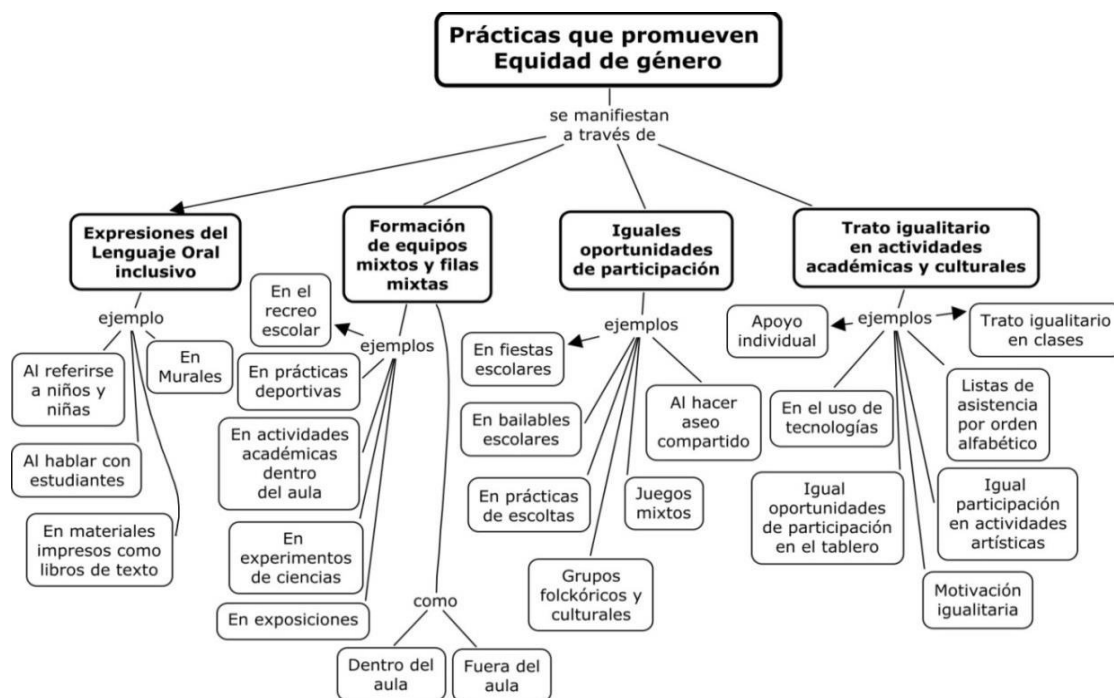 Prácticas que promueven
Equidad de género
se manifiestan
a través de
Expresiones del
Lenguaje Oral
inclusivo
ejemplo
Al referirse
a niños y
niñas
En
Murales
Al hablar con
estudiantes
En materiales
impresos como
libros de texto
Formación
de equipos
mixtos y filas
mixtas
En el
recreo
escolar
ejemplos
En prácticas
deportivas
En actividades
académicas
dentro
del aula
En
experimentos
de ciencias
En exposiciones
como
Dentro del
aula
Fuera del
aula
Iguales
oportunidades
de participación
ejemplos
En fiestas
escolares
En bailables
escolares
Al hacer
aseo
compartido
En prácticas
de escoltas
Juegos
mixtos
Grupos
folckóricos y
culturales
Trato igualitario
en actividades
académicas y culturales
Apoyo
individual
ejemplos
Trato igualitario
en clases
En el uso de
tecnologías
Listas de
asistencia
por orden
alfabético
Igual
oportunidades
de participación
en el tablero
Igual
participación
en actividades
artísticas
Motivación
igualitaria